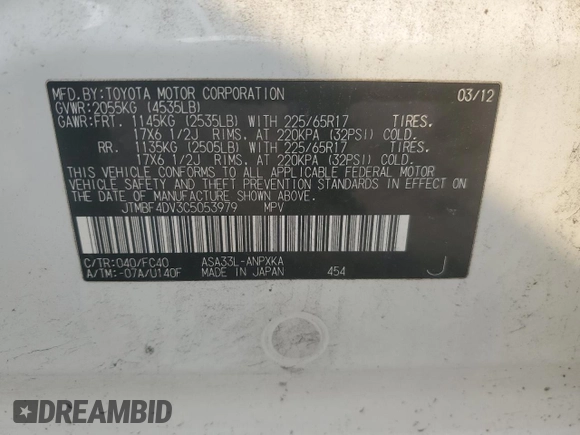 MFD.BY:TOYOTA MOTOR CORPORATION 03/12
GVWR:2055KG (4535LB)
GAWR:FRT. 1145KG (2535LB) WITH 225/65R17 TIRES.
17X6 1/2J RIMS. AT 220KPA (32PSI) COLD.
RR. 1135KG (2505LB) WITH 225/65R17 TIRES.
17X6 1/2J RIMS. AT 220KPA (32PSI) COLD.
THIS VEHICLE CONFORMS TO ALL APPLICABLE FEDERAL MOTOR
VEHICLE SAFETY AND THEFT PREVENTION STANDARDS IN EFFECT ON
THE DATE OF MANUFACTURE SHOWN ABOVE.
JTMBF4DV3C5053979 MPV
C/TR:040/FC40 ASA33L-ANPXKA
A/TM:-07A/U140F MADE IN JAPAN 454 J
DREAMBID